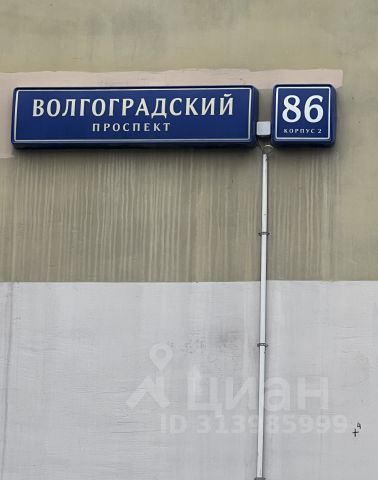 ВОЛГОГРАДСКИЙ
ПРОСПЕКТ
86
КОРПУС 2
Циан
ID 313985999